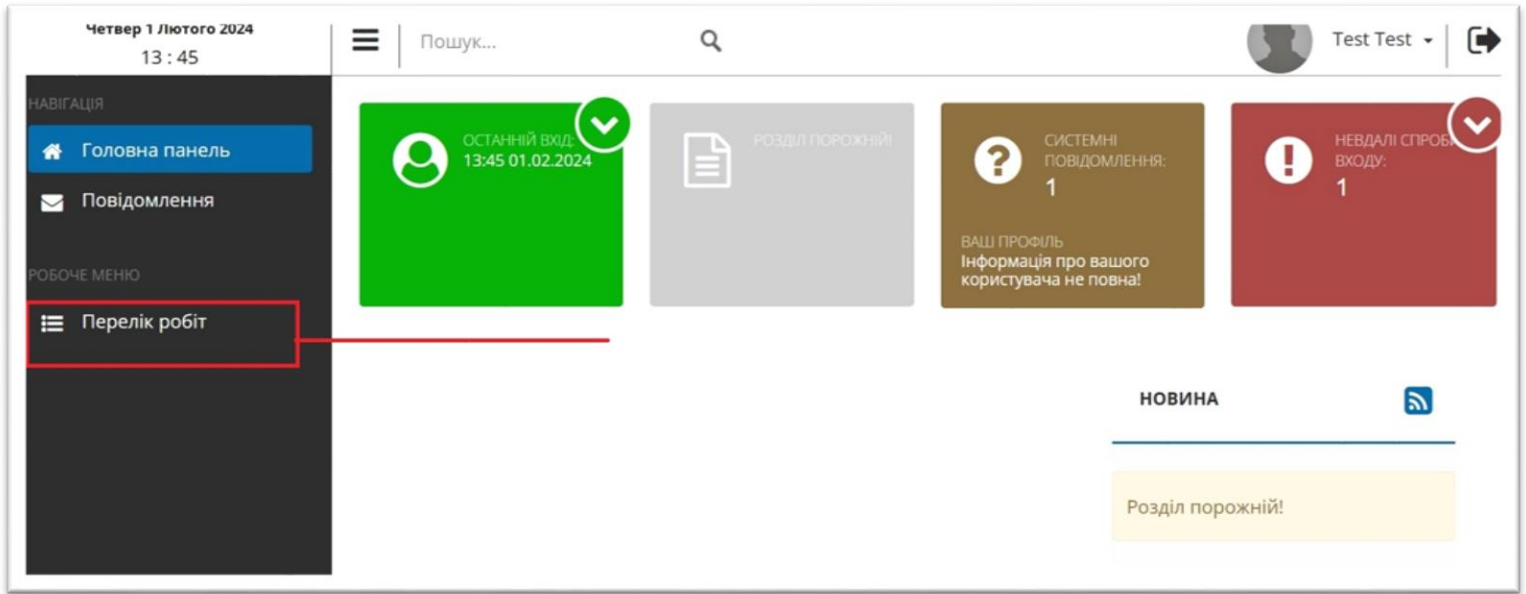 Четвер 1 Лютого 2024
13 : 45
Пошук...
Test Test
НАВІГАЦІЯ
Головна панель
Повідомлення
РОБОЧЕ МЕНЮ
Перелік робіт
ОСТАННІЙ ВХІД:
13:45 01.02.2024
РОЗДІЛ ПОРОЖНІЙ!
СИСТЕМНІ
ПОВІДОМЛЕННЯ:
1
ВАШ ПРОФІЛЬ
Інформація про вашого
користувача не повна!
НЕВДАЛІ СПРОБИ
ВХОДУ:
1
НОВИНА
Розділ порожній!